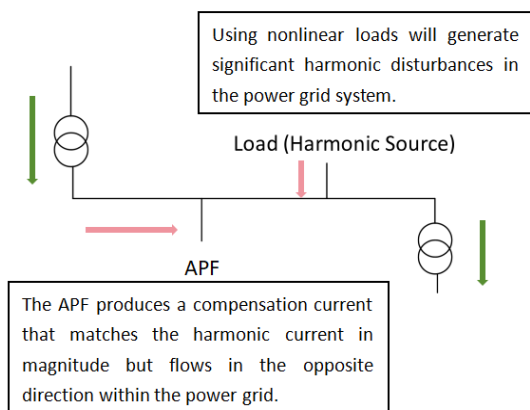 Using nonlinear loads will generate
significant harmonic disturbances in
the power grid system.
Load (Harmonic Source)
APF
The APF produces a compensation current
that matches the harmonic current in
magnitude but flows in the opposite
direction within the power grid.